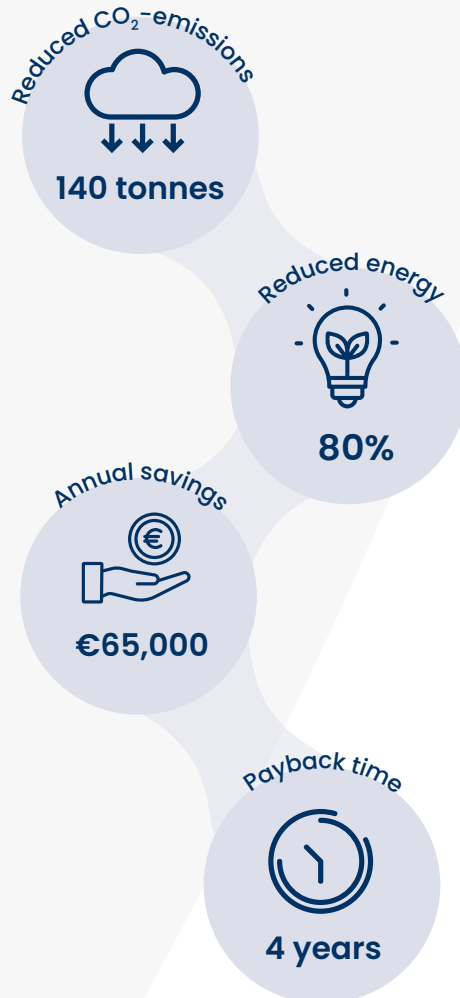 Reduced CO₂-emissions
140 tonnes
Reduced energy
80%
Annual savings
€
€65,000
Payback time
4 years